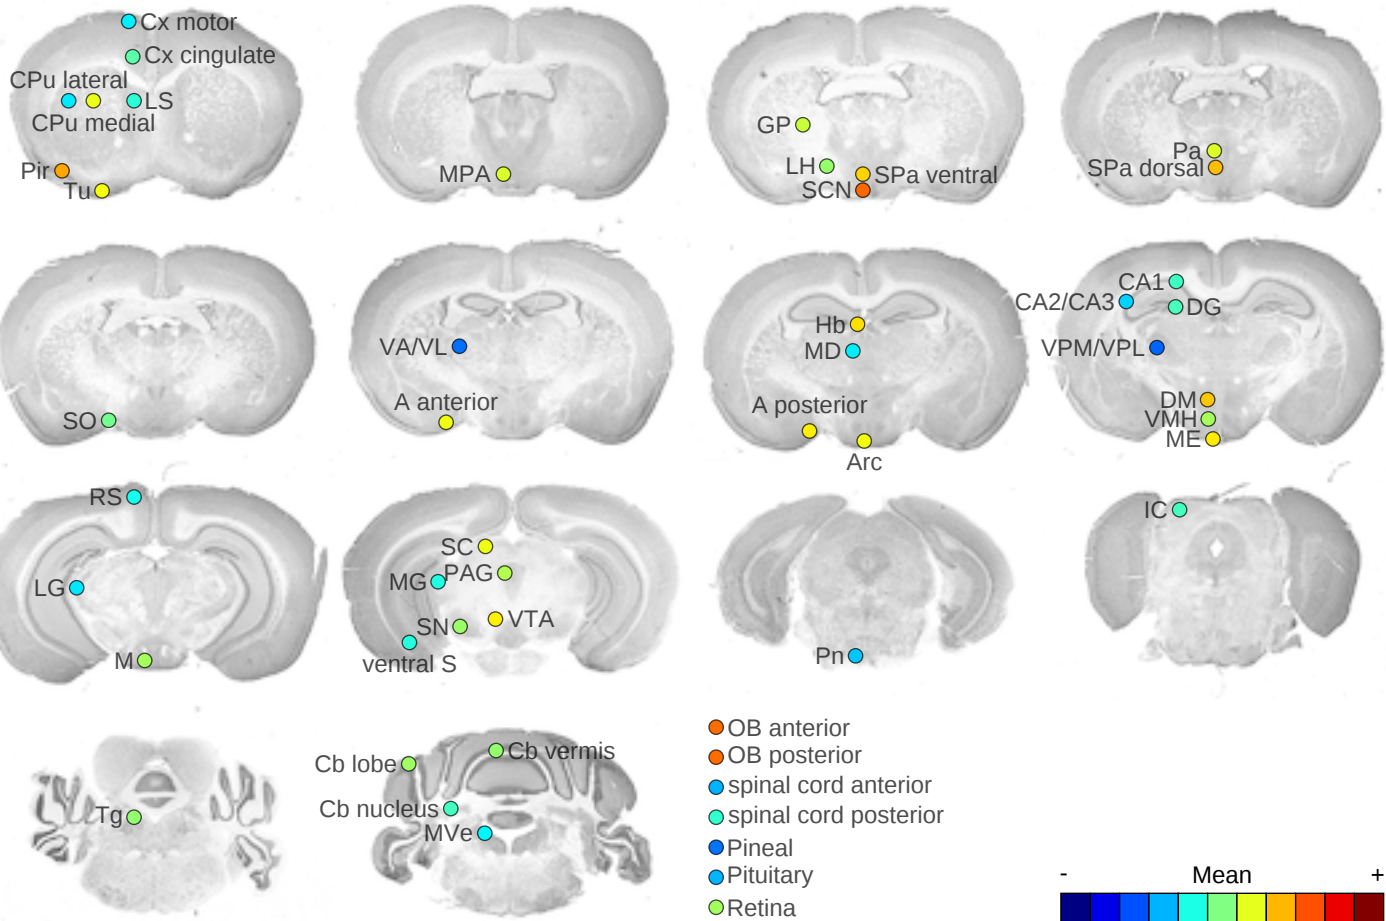 Cx motor
Cx cingulate
CPu lateral
LS
CPu medial
Pir
Tu
MPA
GP
LH
SPa ventral
SCN
Pa
SPa dorsal
SO
VA/VL
A anterior
Hb
MD
A posterior
Arc
CA1
CA2/CA3
DG
VPM/VPL
DM
VMH
ME
RS
LG
M
SC
MG
PAG
SN
VTA
ventral S
Pn
IC
Tg
Cb lobe
Cb vermis
Cb nucleus
MVe
OB anterior
OB posterior
spinal cord anterior
spinal cord posterior
Pineal
Pituitary
Retina
- Mean +